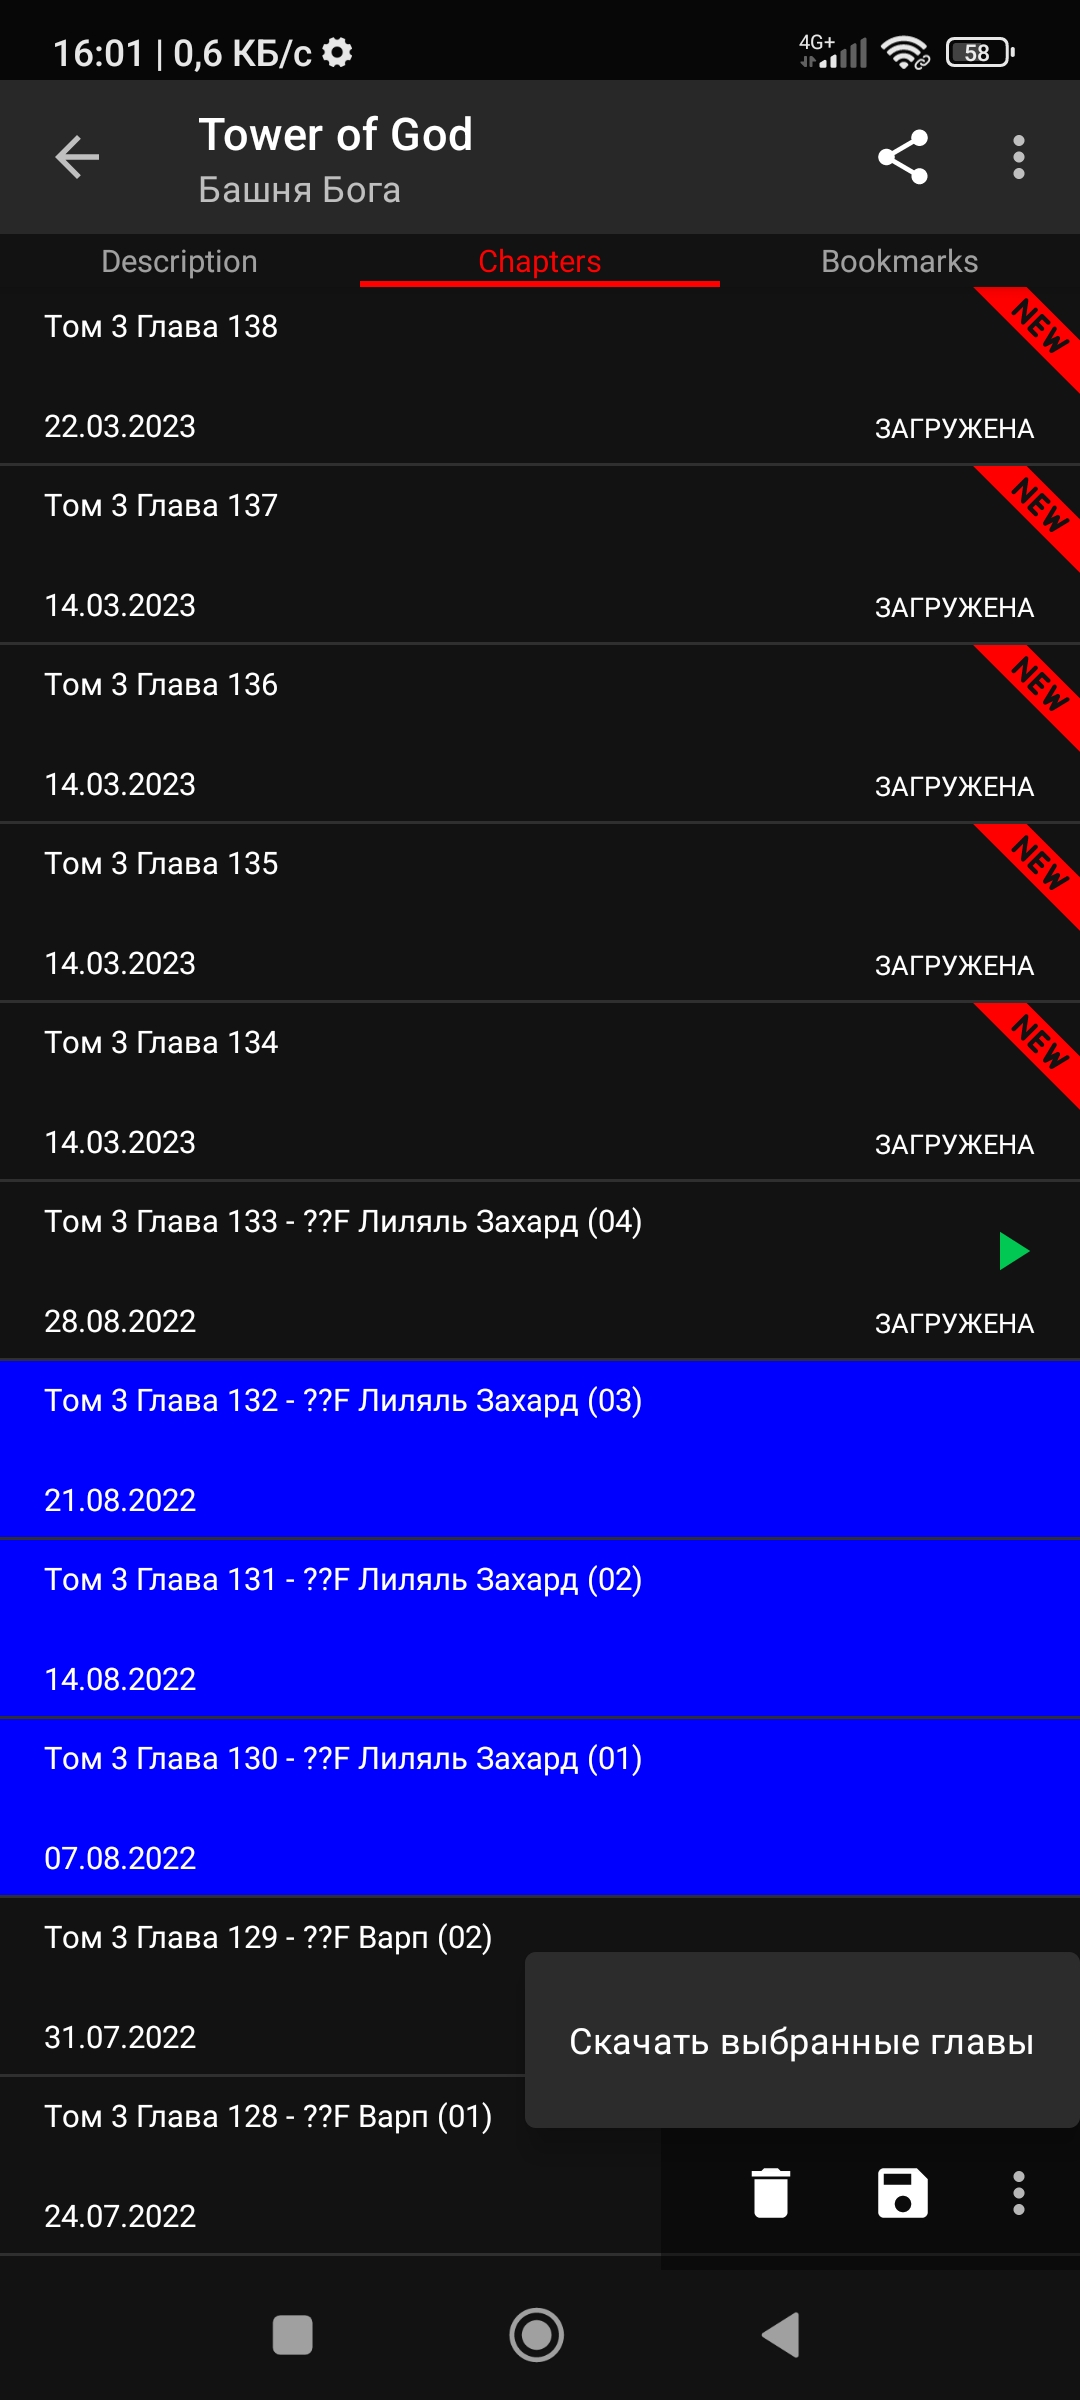 16:01 | 0,6 КБ/с
4G+
58
Tower of God
Башня Бога
Description
Chapters
Bookmarks
Том 3 Глава 138
NEW
22.03.2023
ЗАГРУЖЕНА
Том 3 Глава 137
NEW
14.03.2023
ЗАГРУЖЕНА
Том 3 Глава 136
NEW
14.03.2023
ЗАГРУЖЕНА
Том 3 Глава 135
NEW
14.03.2023
ЗАГРУЖЕНА
Том 3 Глава 134
NEW
14.03.2023
ЗАГРУЖЕНА
Том 3 Глава 133 - ??F Лиляль Захард (04)
28.08.2022
ЗАГРУЖЕНА
Том 3 Глава 132 - ??F Лиляль Захард (03)
21.08.2022
Том 3 Глава 131 - ??F Лиляль Захард (02)
14.08.2022
Том 3 Глава 130 - ??F Лиляль Захард (01)
07.08.2022
Том 3 Глава 129 - ??F Варп (02)
31.07.2022
Скачать выбранные главы
Том 3 Глава 128 - ??F Варп (01)
24.07.2022